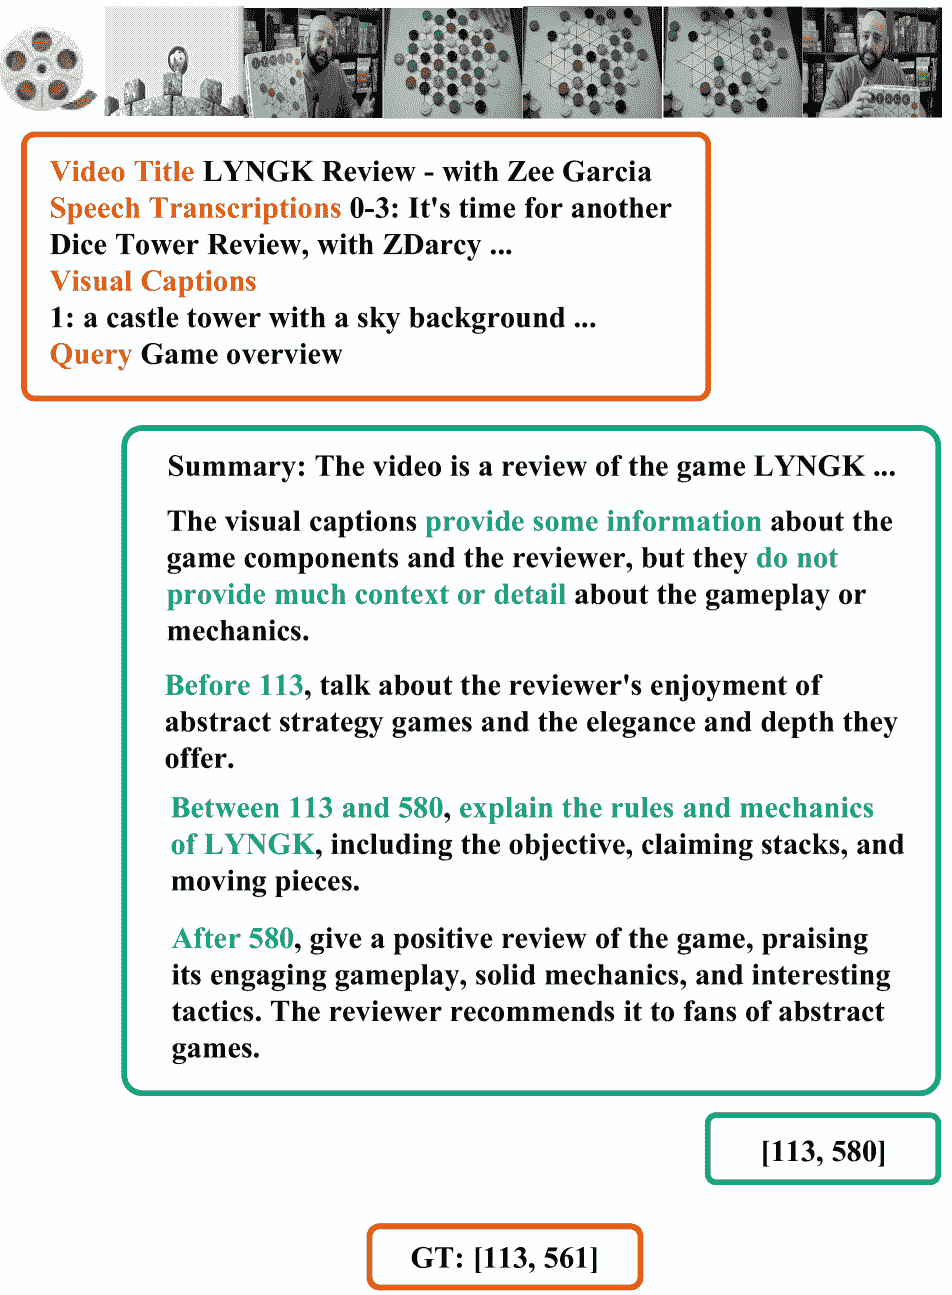 Video Title LYNGK Review - with Zee Garcia
Speech Transcriptions 0-3: It's time for another
Dice Tower Review, with ZDarcy ...
Visual Captions
1: a castle tower with a sky background ...
Query Game overview
Summary: The video is a review of the game LYNGK ...
The visual captions provide some information about the
game components and the reviewer, but they do not
provide much context or detail about the gameplay or
mechanics.
Before 113, talk about the reviewer's enjoyment of
abstract strategy games and the elegance and depth they
offer.
Between 113 and 580, explain the rules and mechanics
of LYNGK, including the objective, claiming stacks, and
moving pieces.
After 580, give a positive review of the game, praising
its engaging gameplay, solid mechanics, and interesting
tactics. The reviewer recommends it to fans of abstract
games.
[113, 580]
GT: [113, 561]